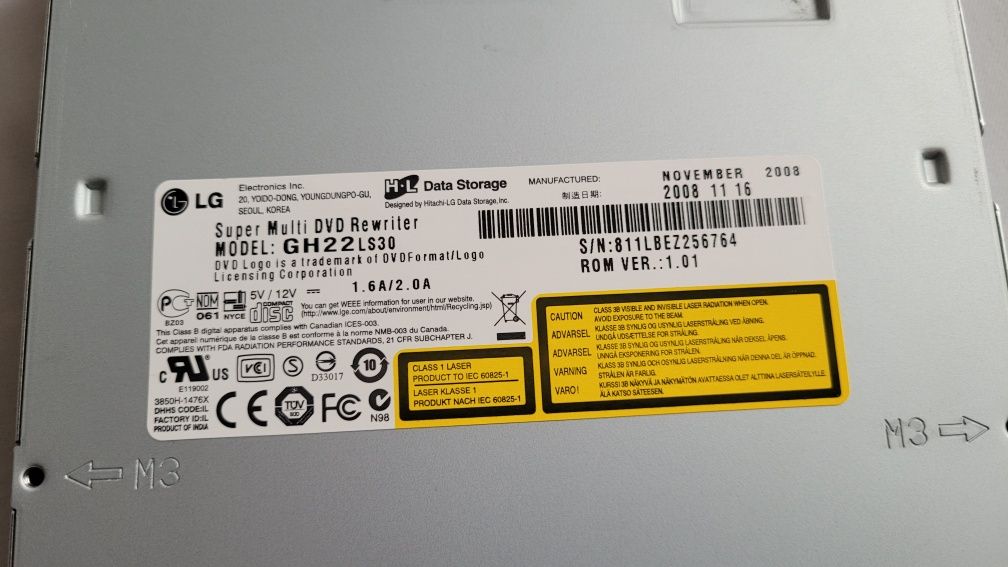 LG
Electronics Inc.
20, YOIDO-DONG, YOUNGDUNGPO-GU,
SEOUL, KOREA
H·L Data Storage
Designed by Hitachi-LG Data Storage, Inc.
MANUFACTURED: NOVEMBER 2008
制造日期: 2008 11 16
Super Multi DVD Rewriter
MODEL: GH22LS30
DVD Logo is a trademark of DVDFormat/Logo
Licensing Corporation
1.6A/2.0A
S/N:811LBEZ256764
ROM VER.:1.01
BZ03
NOM
061
NYCE
5V / 12V
COMPACT
disc
You can get WEEE information for user in our website.
(http://www.lge.com/about/environment/html/Recycling.jsp)
This Class B digital apparatus complies with Canadian ICES-003.
Cet appareil numérique de la classe B est conforme à la norme NMB-003 du Canada.
COMPLIES WITH FDA RADIATION PERFORMANCE STANDARDS, 21 CFR SUBCHAPTER J.
c RU US
E119002
VCI
S
D33017
10
3850H-1476X
DHHS CODE:IL
FACTORY ID:IL
PRODUCT OF INDIA
CE
TÜV
FC
N98
CLASS 1 LASER
PRODUCT TO IEC 60825-1
LASER KLASSE 1
PRODUKT NACH IEC 60825-1
CAUTION CLASS 3B VISIBLE AND INVISIBLE LASER RADIATION WHEN OPEN.
AVOID EXPOSURE TO THE BEAM.
ADVARSEL KLASSE 3B SYNLIG OG USYNLIG LASERSTRÅLING VED ÅBNING.
UNDGÅ UDSÆTTELSE FOR STRÅLING.
ADVARSEL KLASSE 3B SYNLIG OG USYNLIG LASERSTRÅLING NÅR DEKSEL ÅPENS.
UNNGÅ EKSPONERING FOR STRÅLEN.
VARNING KLASS 3B SYNLIG OCH OSYNLIG LASERSTRÅLNING NÄR DENNA DEL ÄR ÖPPNAD.
STRÅLEN ÄR FARLIG.
VARO! KURSSI 3B NÄKYVÄ JA NÄKYMÄTÖN AVATTAESSA OLET ALTTIINA LASERSÄTEILYLLE.
ÄLÄ KATSO SÄTEESEEN.
M3
M3